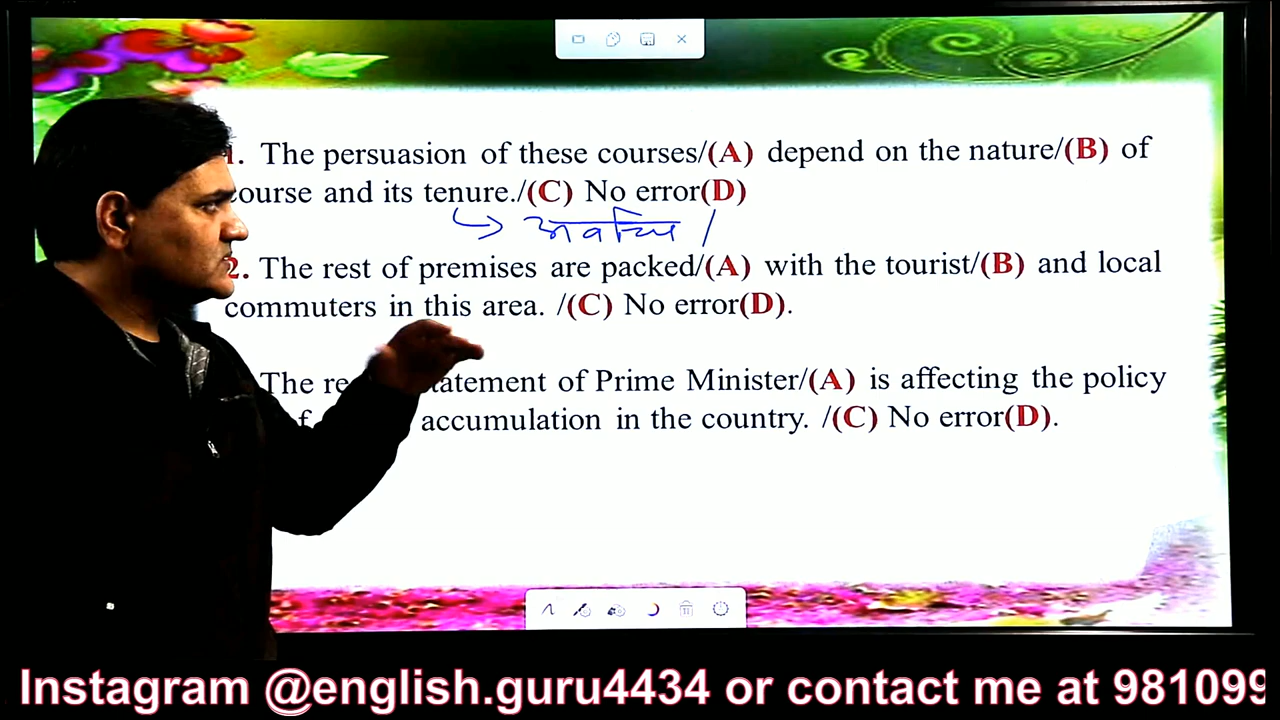 1. The persuasion of these courses/(A) depend on the nature/(B) of
course and its tenure./(C) No error(D)
अवधि /
2. The rest of premises are packed/(A) with the tourist/(B) and local
commuters in this area. /(C) No error(D).
The statement of Prime Minister/(A) is affecting the policy
of accumulation in the country. /(C) No error(D).
Instagram @english.guru4434 or contact me at 981099